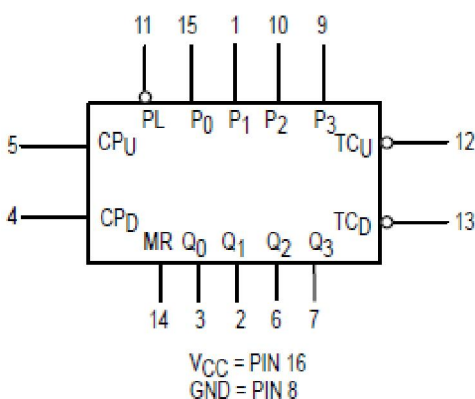 11 15 1 10 9
PL P0 P1 P2 P3
5 CPU TCU 12
4 CPD TCD 13
MR Q0 Q1 Q2 Q3
14 3 2 6 7
VCC = PIN 16
GND = PIN 8